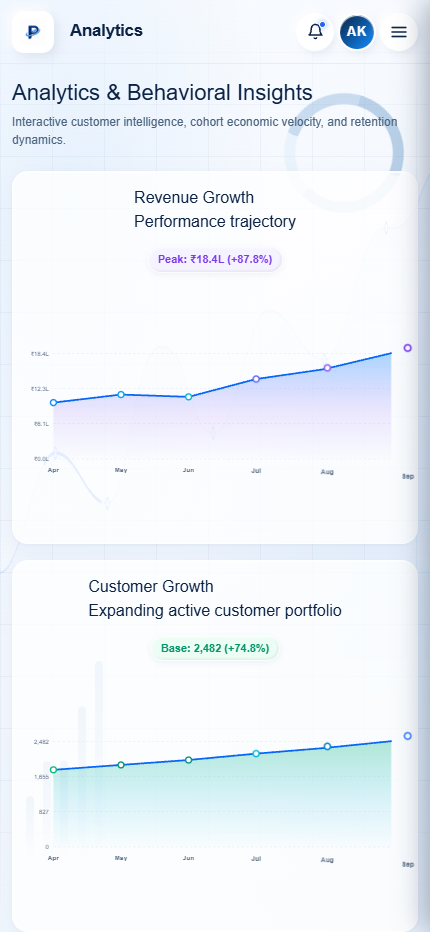 P
Analytics
AK
Analytics & Behavioral Insights
Interactive customer intelligence, cohort economic velocity, and retention
dynamics.
Revenue Growth
Performance trajectory
Peak: ₹18.4L (+87.8%)
₹18.4L
₹12.3L
₹6.1L
₹0.0L
Apr May Jun Jul Aug Sep
Customer Growth
Expanding active customer portfolio
Base: 2,482 (+74.8%)
2,482
1,655
827
0
Apr May Jun Jul Aug Sep